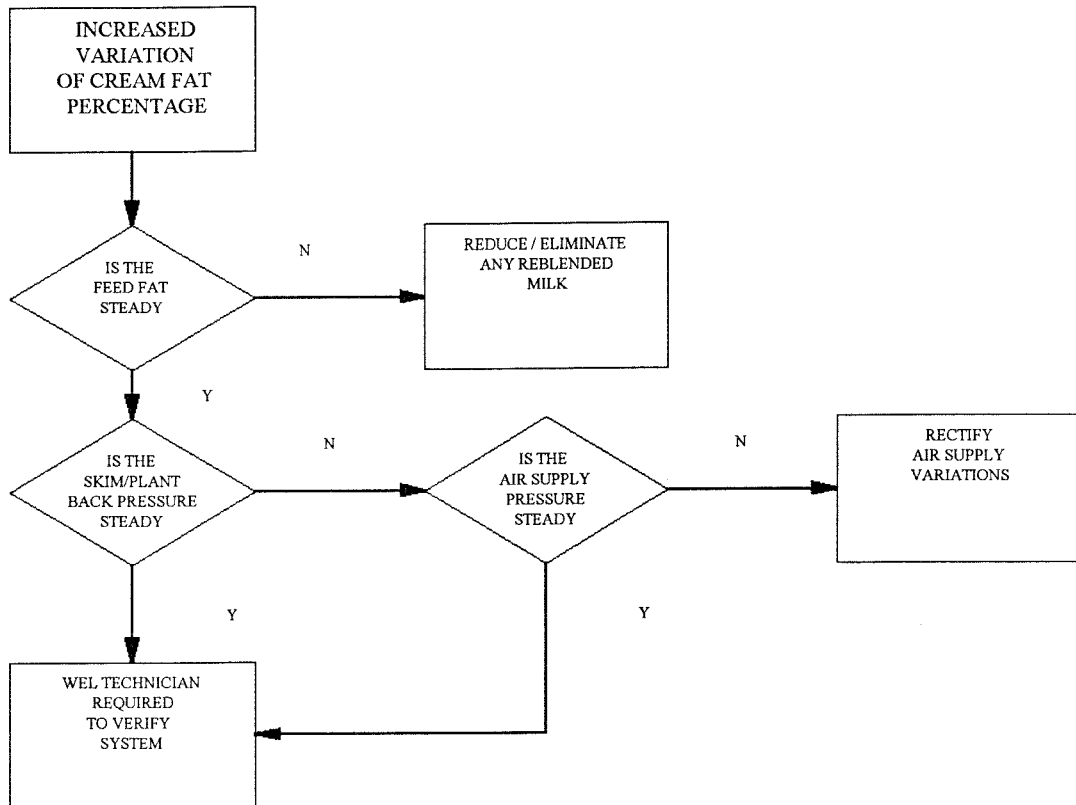 INCREASED
VARIATION
OF CREAM FAT
PERCENTAGE
IS THE
FEED FAT
STEADY
N
REDUCE / ELIMINATE
ANY REBLENDED
MILK
Y
IS THE
SKIM/PLANT
BACK PRESSURE
STEADY
N
IS THE
AIR SUPPLY
PRESSURE
STEADY
N
RECTIFY
AIR SUPPLY
VARIATIONS
Y
Y
WEL TECHNICIAN
REQUIRED
TO VERIFY
SYSTEM